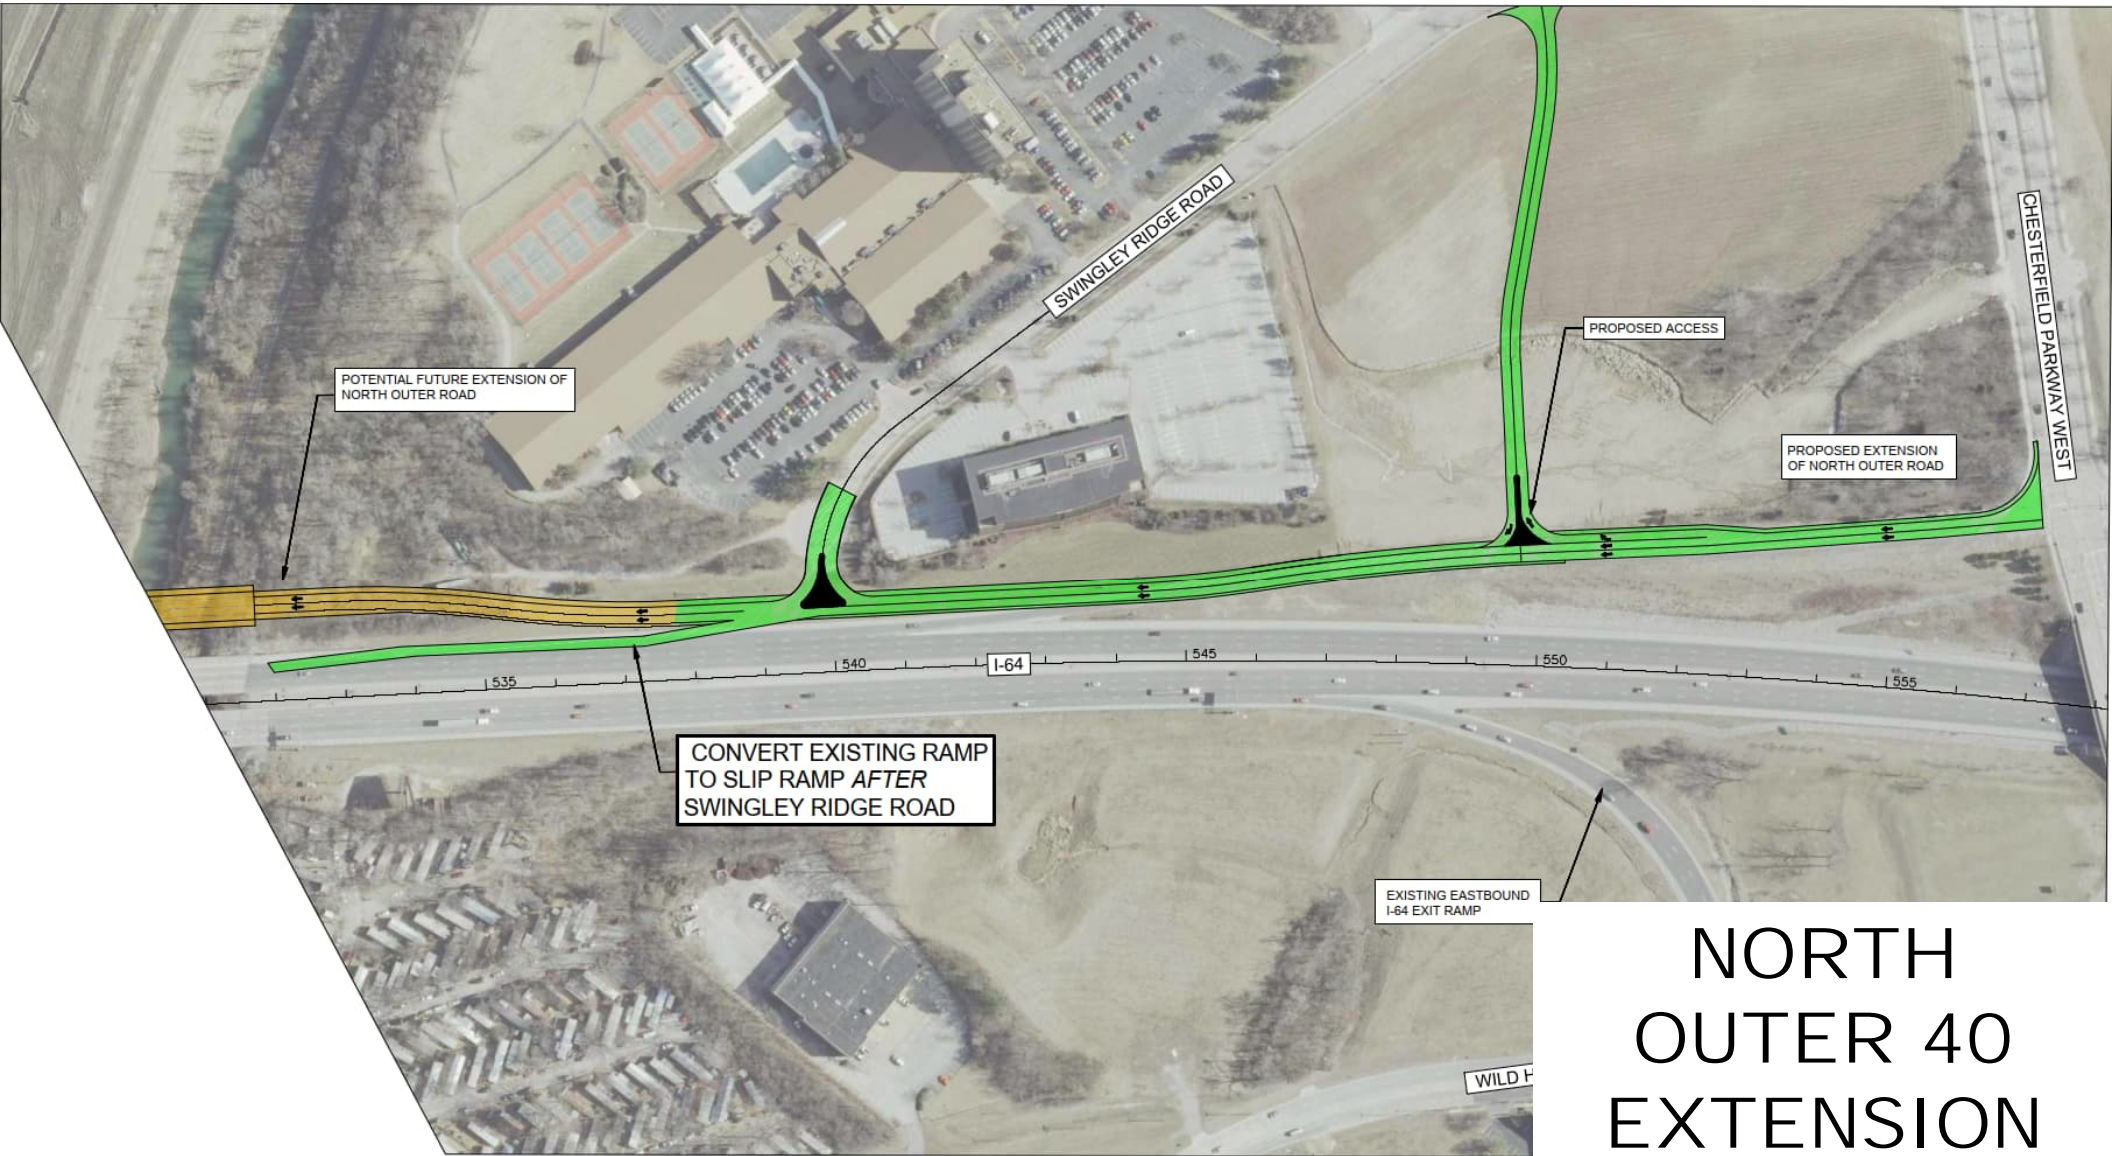 SWINGLEY RIDGE ROAD
CHESTERFIELD PARKWAY WEST
PROPOSED ACCESS
POTENTIAL FUTURE EXTENSION OF
NORTH OUTER ROAD
PROPOSED EXTENSION
OF NORTH OUTER ROAD
535
540
I-64
545
550
555
CONVERT EXISTING RAMP
TO SLIP RAMP AFTER
SWINGLEY RIDGE ROAD
EXISTING EASTBOUND
I-64 EXIT RAMP
WILD H
NORTH
OUTER 40
EXTENSION